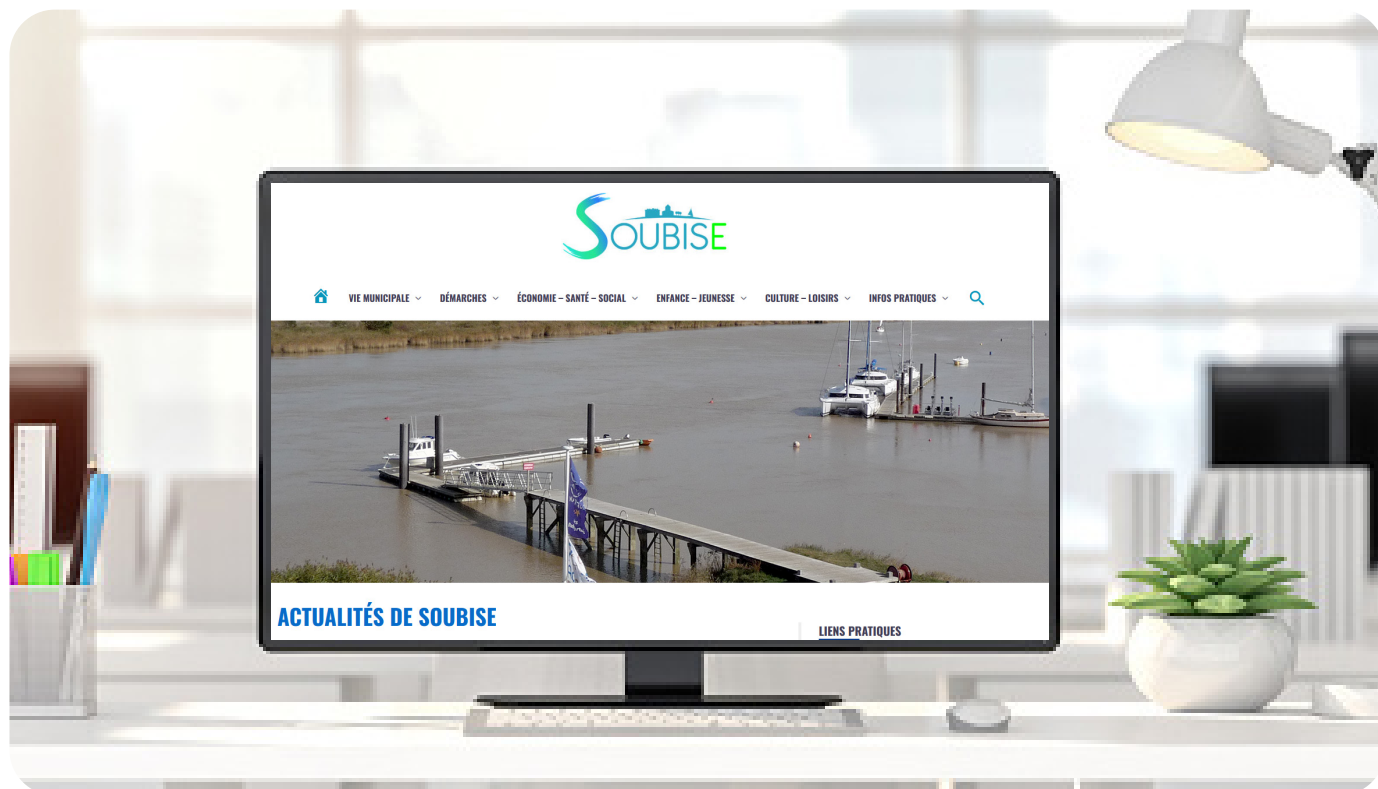 SOUBISE
VIE MUNICIPALE DÉMARCHES ÉCONOMIE – SANTÉ – SOCIAL ENFANCE – JEUNESSE CULTURE – LOISIRS INFOS PRATIQUES
ACTUALITÉS DE SOUBISE
LIENS PRATIQUES